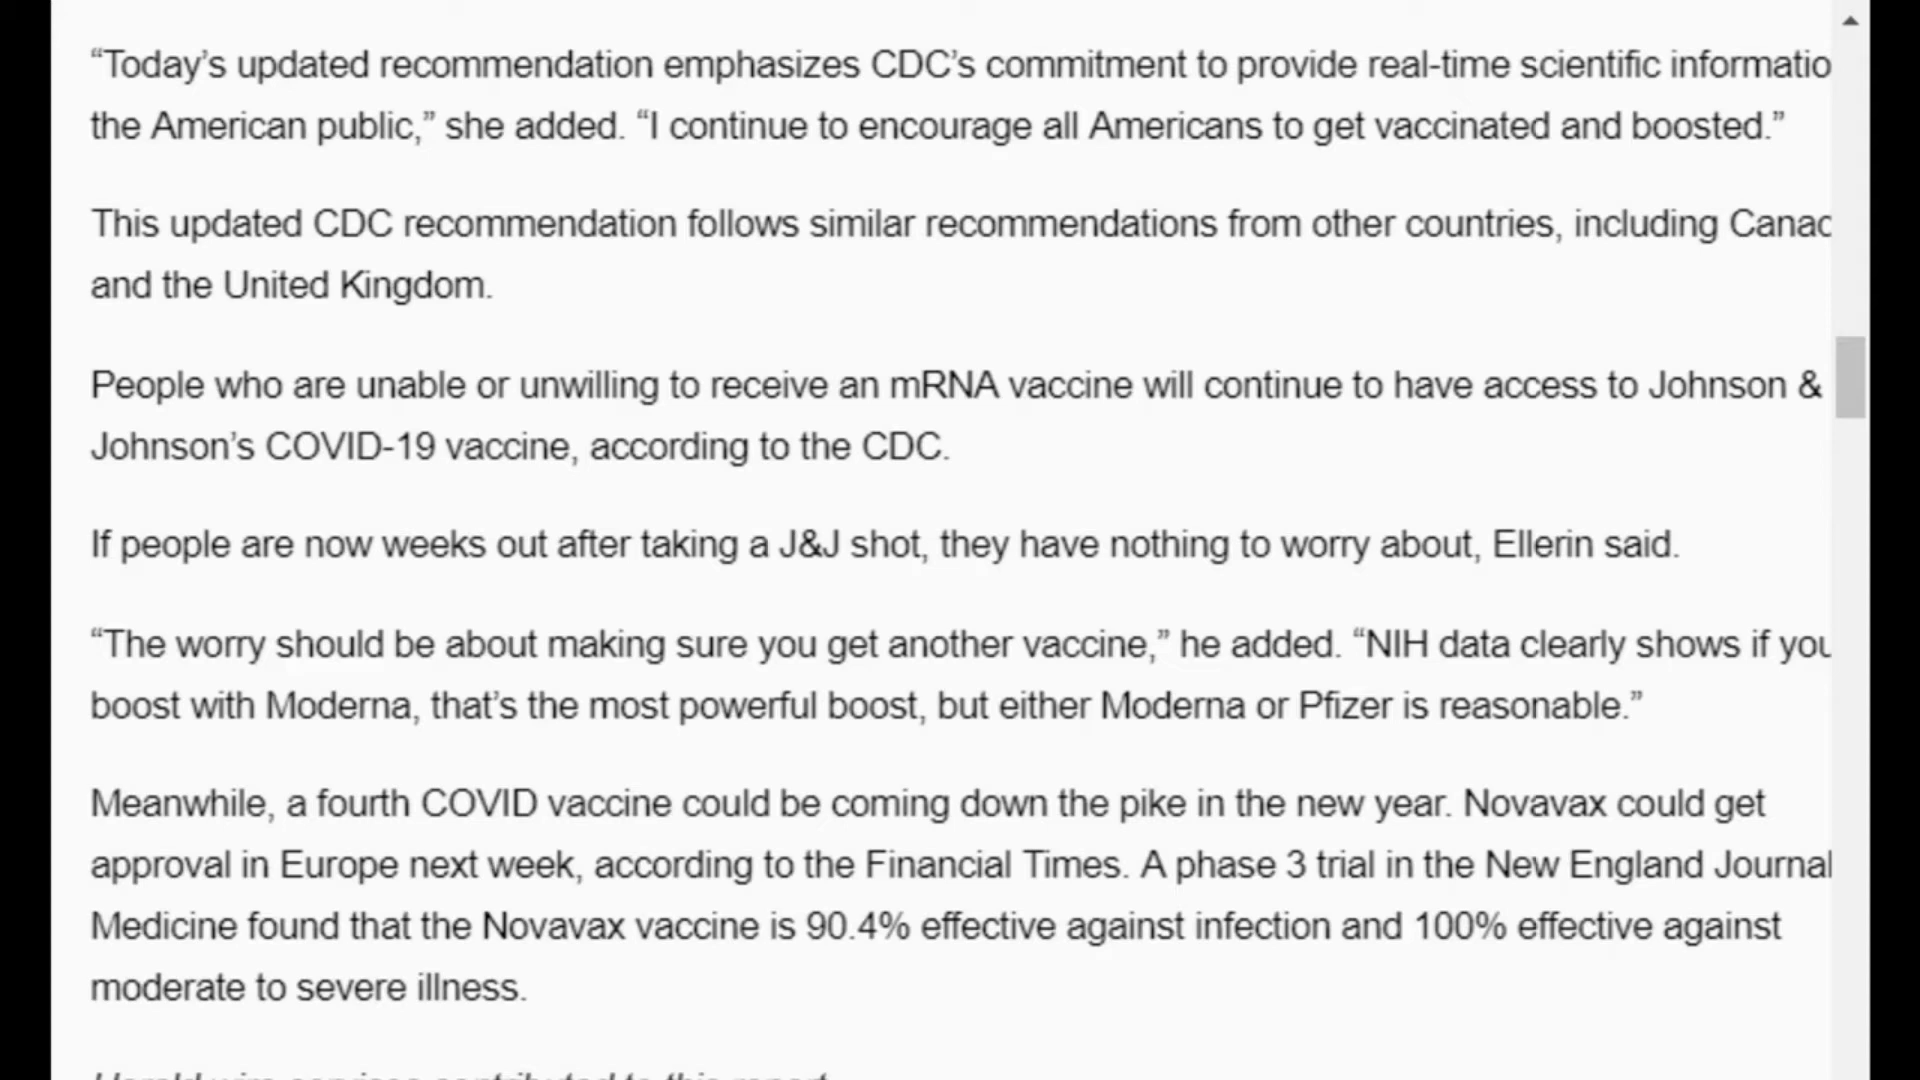 “Today’s updated recommendation emphasizes CDC’s commitment to provide real-time scientific informatio
the American public,” she added. “I continue to encourage all Americans to get vaccinated and boosted.”
This updated CDC recommendation follows similar recommendations from other countries, including Canad
and the United Kingdom.
People who are unable or unwilling to receive an mRNA vaccine will continue to have access to Johnson &
Johnson’s COVID-19 vaccine, according to the CDC.
If people are now weeks out after taking a J&J shot, they have nothing to worry about, Ellerin said.
“The worry should be about making sure you get another vaccine,” he added. “NIH data clearly shows if you
boost with Moderna, that’s the most powerful boost, but either Moderna or Pfizer is reasonable.”
Meanwhile, a fourth COVID vaccine could be coming down the pike in the new year. Novavax could get
approval in Europe next week, according to the Financial Times. A phase 3 trial in the New England Journal
Medicine found that the Novavax vaccine is 90.4% effective against infection and 100% effective against
moderate to severe illness.
Herald wire services contributed to this report